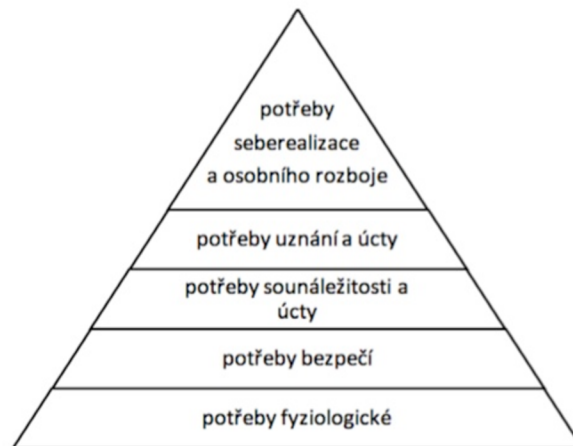 potřeby
seberealizace
a osobního rozboje
potřeby uznání a úcty
potřeby sounáležitosti a
úcty
potřeby bezpečí
potřeby fyziologické